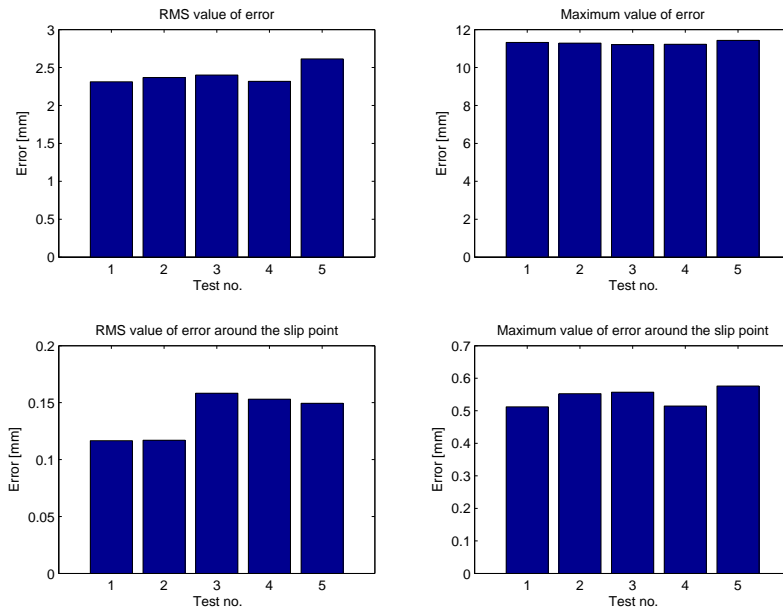 RMS value of error
3
2.5
2
1.5
1
0.5
0
Error [mm]
1 2 3 4 5
Test no.
Maximum value of error
12
10
8
6
4
2
0
Error [mm]
1 2 3 4 5
Test no.
RMS value of error around the slip point
0.2
0.15
0.1
0.05
0
Error [mm]
1 2 3 4 5
Test no.
Maximum value of error around the slip point
0.7
0.6
0.5
0.4
0.3
0.2
0.1
0
Error [mm]
1 2 3 4 5
Test no.